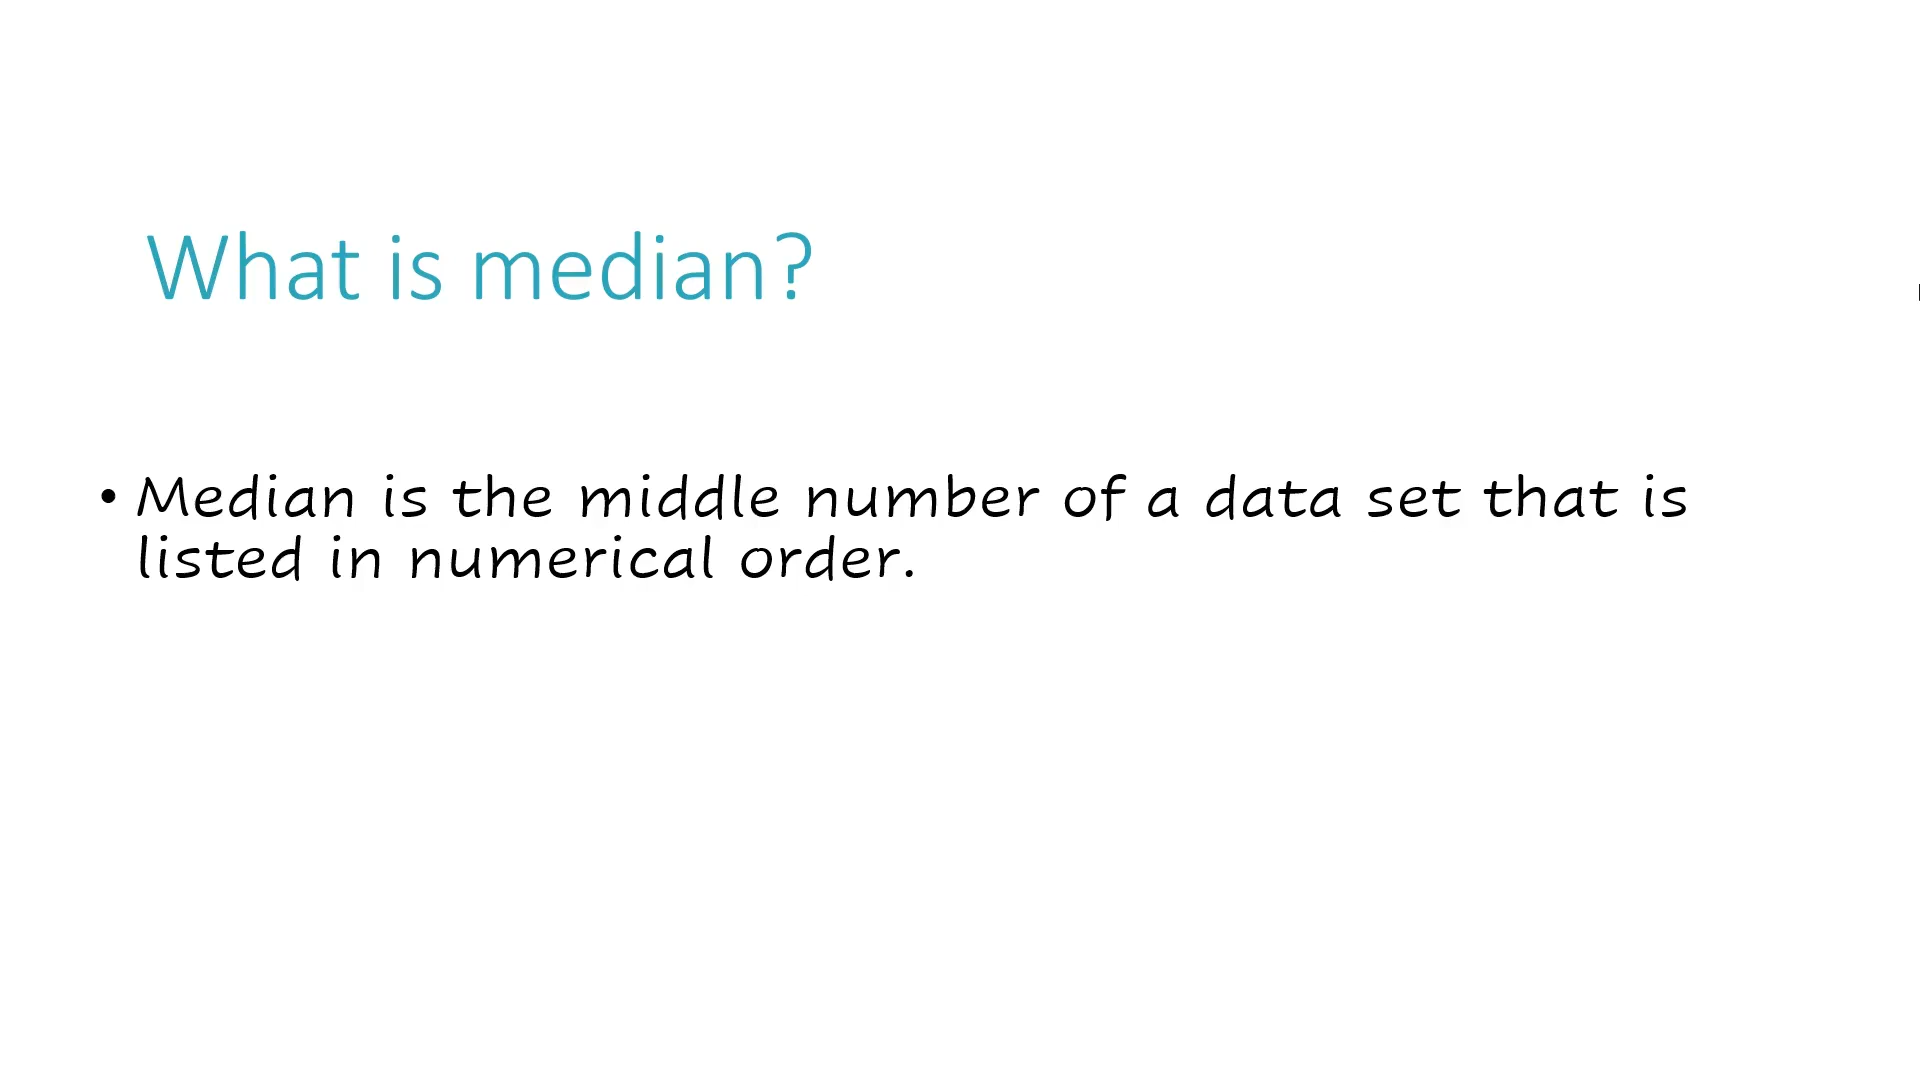 What is median?
• Median is the middle number of a data set that is
listed in numerical order.